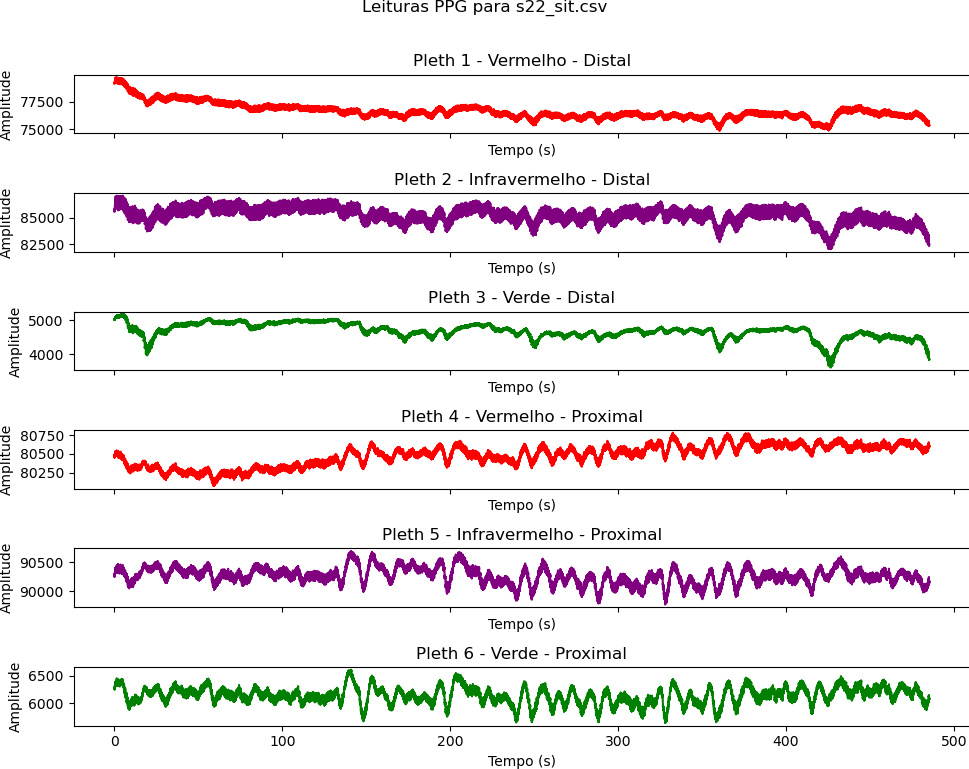 Leituras PPG para s22_sit.csv
Pleth 1 - Vermelho - Distal
Amplitude
77500
75000
Tempo (s)
Pleth 2 - Infravermelho - Distal
Amplitude
85000
82500
Tempo (s)
Pleth 3 - Verde - Distal
Amplitude
5000
4000
Tempo (s)
Pleth 4 - Vermelho - Proximal
Amplitude
80750
80500
80250
Tempo (s)
Pleth 5 - Infravermelho - Proximal
Amplitude
90500
90000
Tempo (s)
Pleth 6 - Verde - Proximal
Amplitude
6500
6000
0 100 200 300 400 500
Tempo (s)